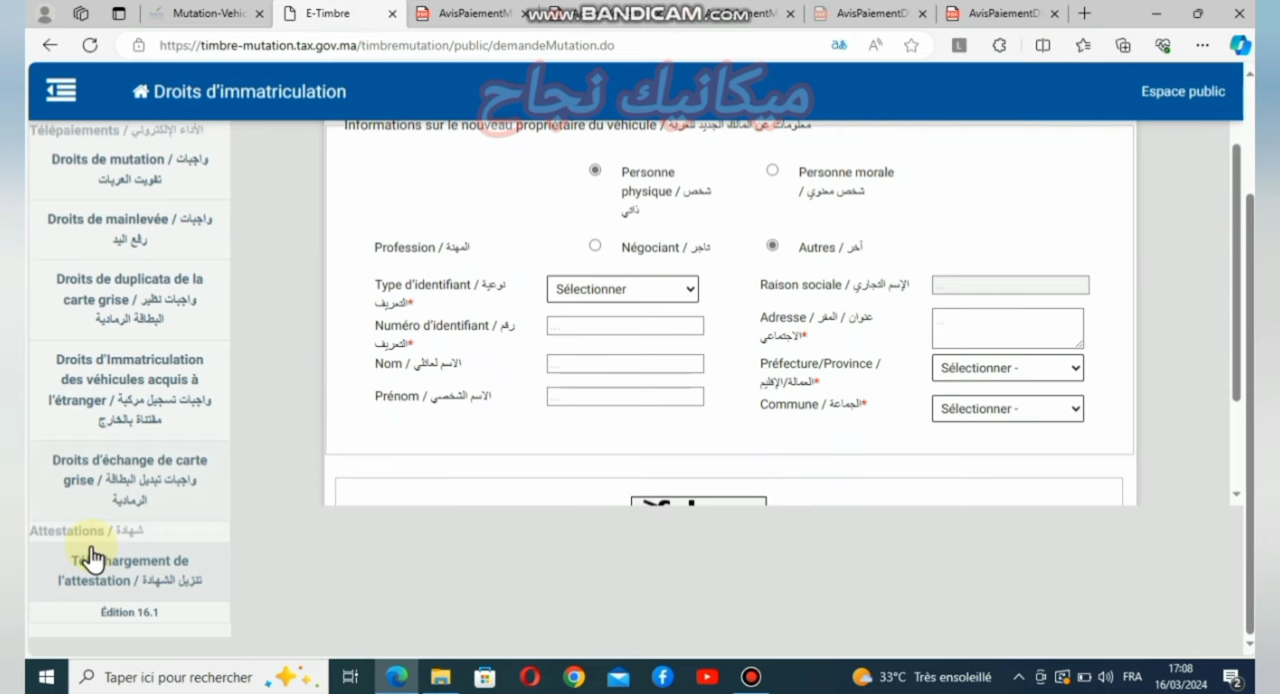 Mutation-Vehic
E-Timbre
AvisPaiementM
AvisPaiementD
AvisPaiementD
www.BANDICAM.com
https://timbre-mutation.tax.gov.ma/timbremutation/public/demandeMutation.do
Droits d'immatriculation
ميكانيك نجاح
Espace public
Télépaiements / الأداء الإلكتروني
Droits de mutation / واجبات
تفويت العربات
Droits de mainlevée / واجبات
رفع اليد
Droits de duplicata de la
carte grise / واجبات نظير
البطاقة الرمادية
Droits d'Immatriculation
des véhicules acquis à
l'étranger / واجبات تسجيل مركبة
مقتناة بالخارج
Droits d'échange de carte
grise / واجبات تبديل البطاقة
الرمادية
Attestations / شهادة
Téléchargement de
l'attestation / تنزيل الشهادة
Édition 16.1
Informations sur le nouveau propriétaire du véhicule / معلومات عن المالك الجديد للعربة
Personne
physique / شخص
ذاتي
Personne morale
/ شخص معنوي
Profession / المهنة
Négociant / تاجر
Autres / آخر
Type d'identifiant / نوعية
التعريف*
Sélectionner
Raison sociale / الإسم التجاري
Numéro d'identifiant / رقم
التعريف*
Adresse / عنوان / المقر
الاجتماعي*
Nom / الاسم لعائلي
Préfecture/Province /
العمالة/الإقليم*
Sélectionner -
Prénom / الاسم الشخصي
Commune / الجماعة*
Sélectionner -
Taper ici pour rechercher
33°C Très ensoleillé
FRA
17:08
16/03/2024
2